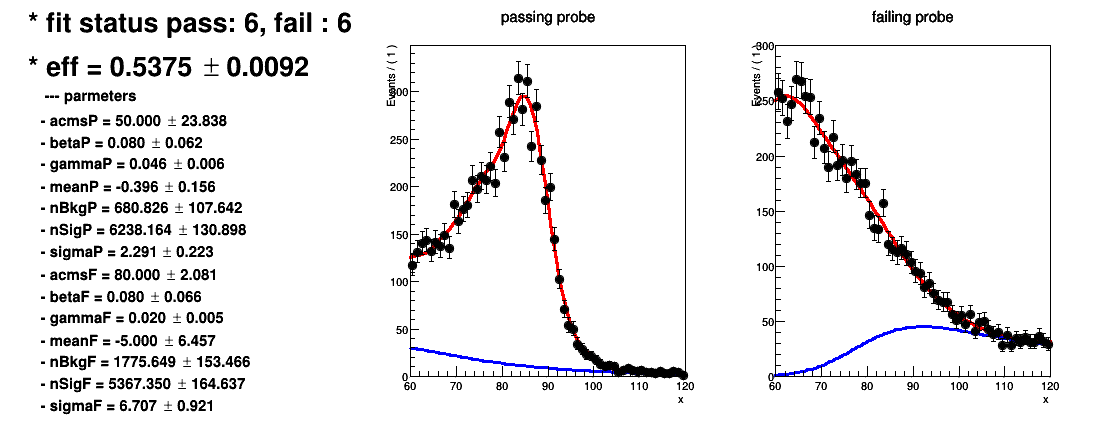 * fit status pass: 6, fail : 6
* eff = 0.5375 ± 0.0092
--- parmeters
- acmsP = 50.000 ± 23.838
- betaP = 0.080 ± 0.062
- gammaP = 0.046 ± 0.006
- meanP = -0.396 ± 0.156
- nBkgP = 680.826 ± 107.642
- nSigP = 6238.164 ± 130.898
- sigmaP = 2.291 ± 0.223
- acmsF = 80.000 ± 2.081
- betaF = 0.080 ± 0.066
- gammaF = 0.020 ± 0.005
- meanF = -5.000 ± 6.457
- nBkgF = 1775.649 ± 153.466
- nSigF = 5367.350 ± 164.637
- sigmaF = 6.707 ± 0.921
passing probe
Events / ( 1 )
300
250
200
150
100
50
0
60 70 80 90 100 110 120
x
failing probe
Events / ( 1 )
300
250
200
150
100
50
0
60 70 80 90 100 110 120
x